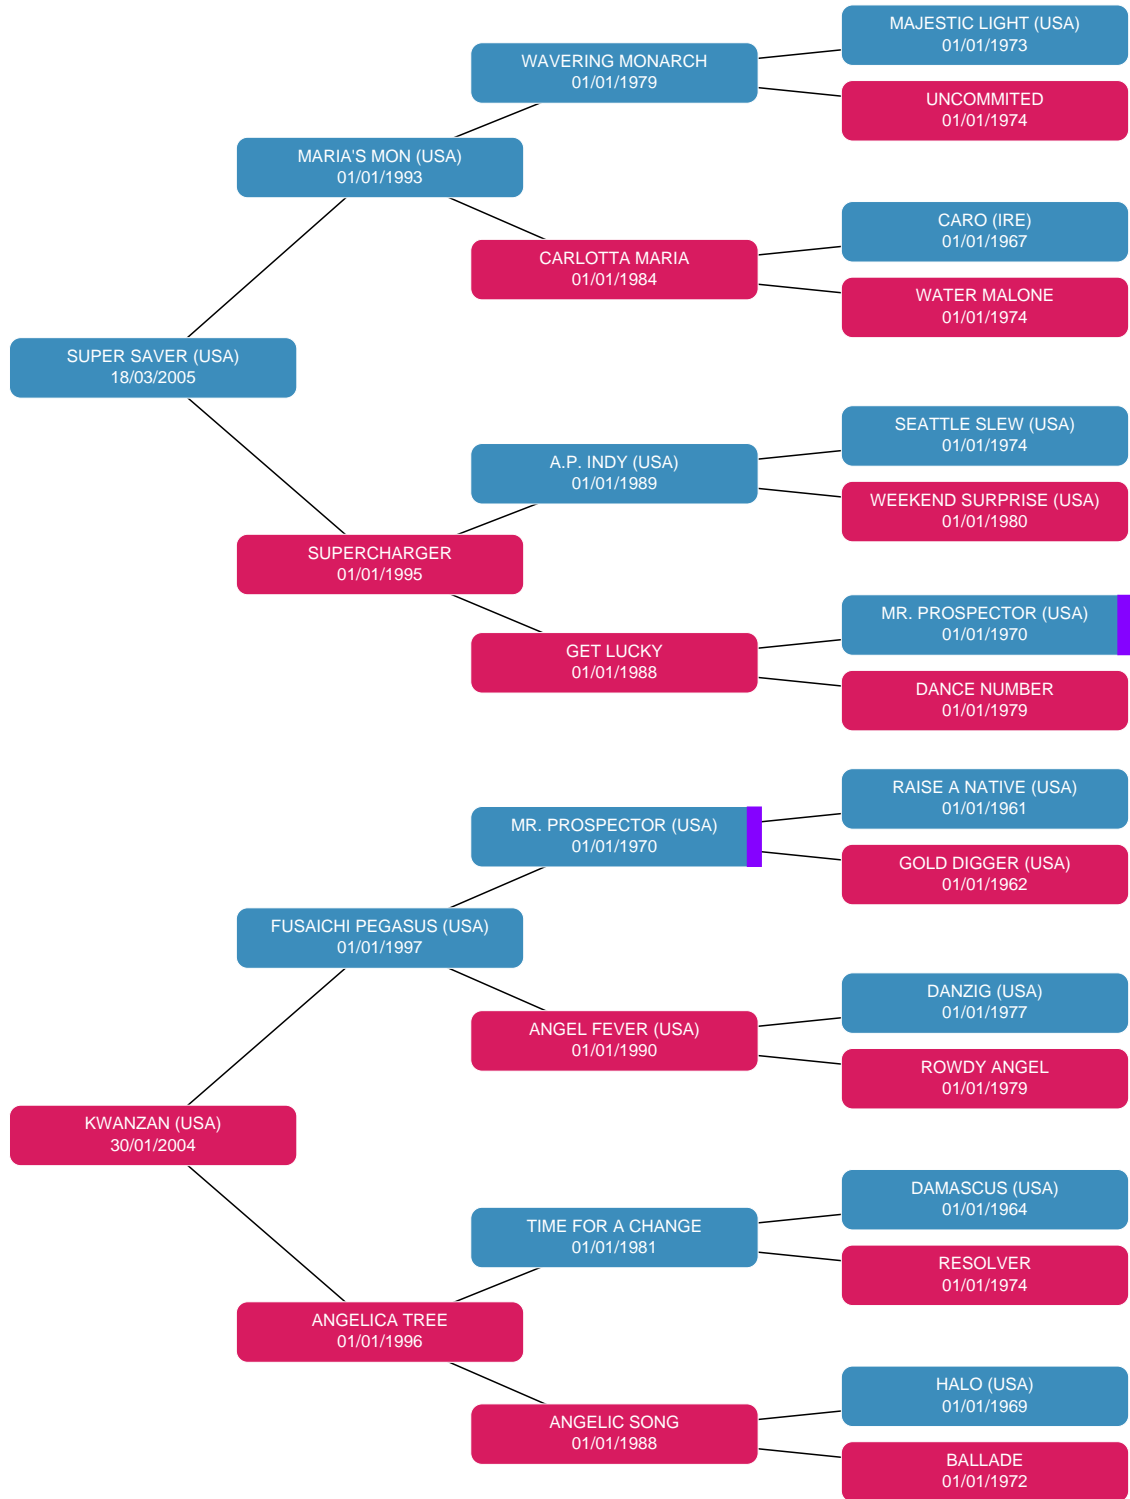 MAJESTIC LIGHT (USA)
01/01/1973
WAVERING MONARCH
01/01/1979
UNCOMMITED
01/01/1974
MARIA'S MON (USA)
01/01/1993
CARO (IRE)
01/01/1967
CARLOTTA MARIA
01/01/1984
WATER MALONE
01/01/1974
SUPER SAVER (USA)
18/03/2005
SEATTLE SLEW (USA)
01/01/1974
A.P. INDY (USA)
01/01/1989
WEEKEND SURPRISE (USA)
01/01/1980
SUPERCHARGER
01/01/1995
MR. PROSPECTOR (USA)
01/01/1970
GET LUCKY
01/01/1988
DANCE NUMBER
01/01/1979
RAISE A NATIVE (USA)
01/01/1961
MR. PROSPECTOR (USA)
01/01/1970
GOLD DIGGER (USA)
01/01/1962
FUSAICHI PEGASUS (USA)
01/01/1997
DANZIG (USA)
01/01/1977
ANGEL FEVER (USA)
01/01/1990
ROWDY ANGEL
01/01/1979
KWANZAN (USA)
30/01/2004
DAMASCUS (USA)
01/01/1964
TIME FOR A CHANGE
01/01/1981
RESOLVER
01/01/1974
ANGELICA TREE
01/01/1996
HALO (USA)
01/01/1969
ANGELIC SONG
01/01/1988
BALLADE
01/01/1972